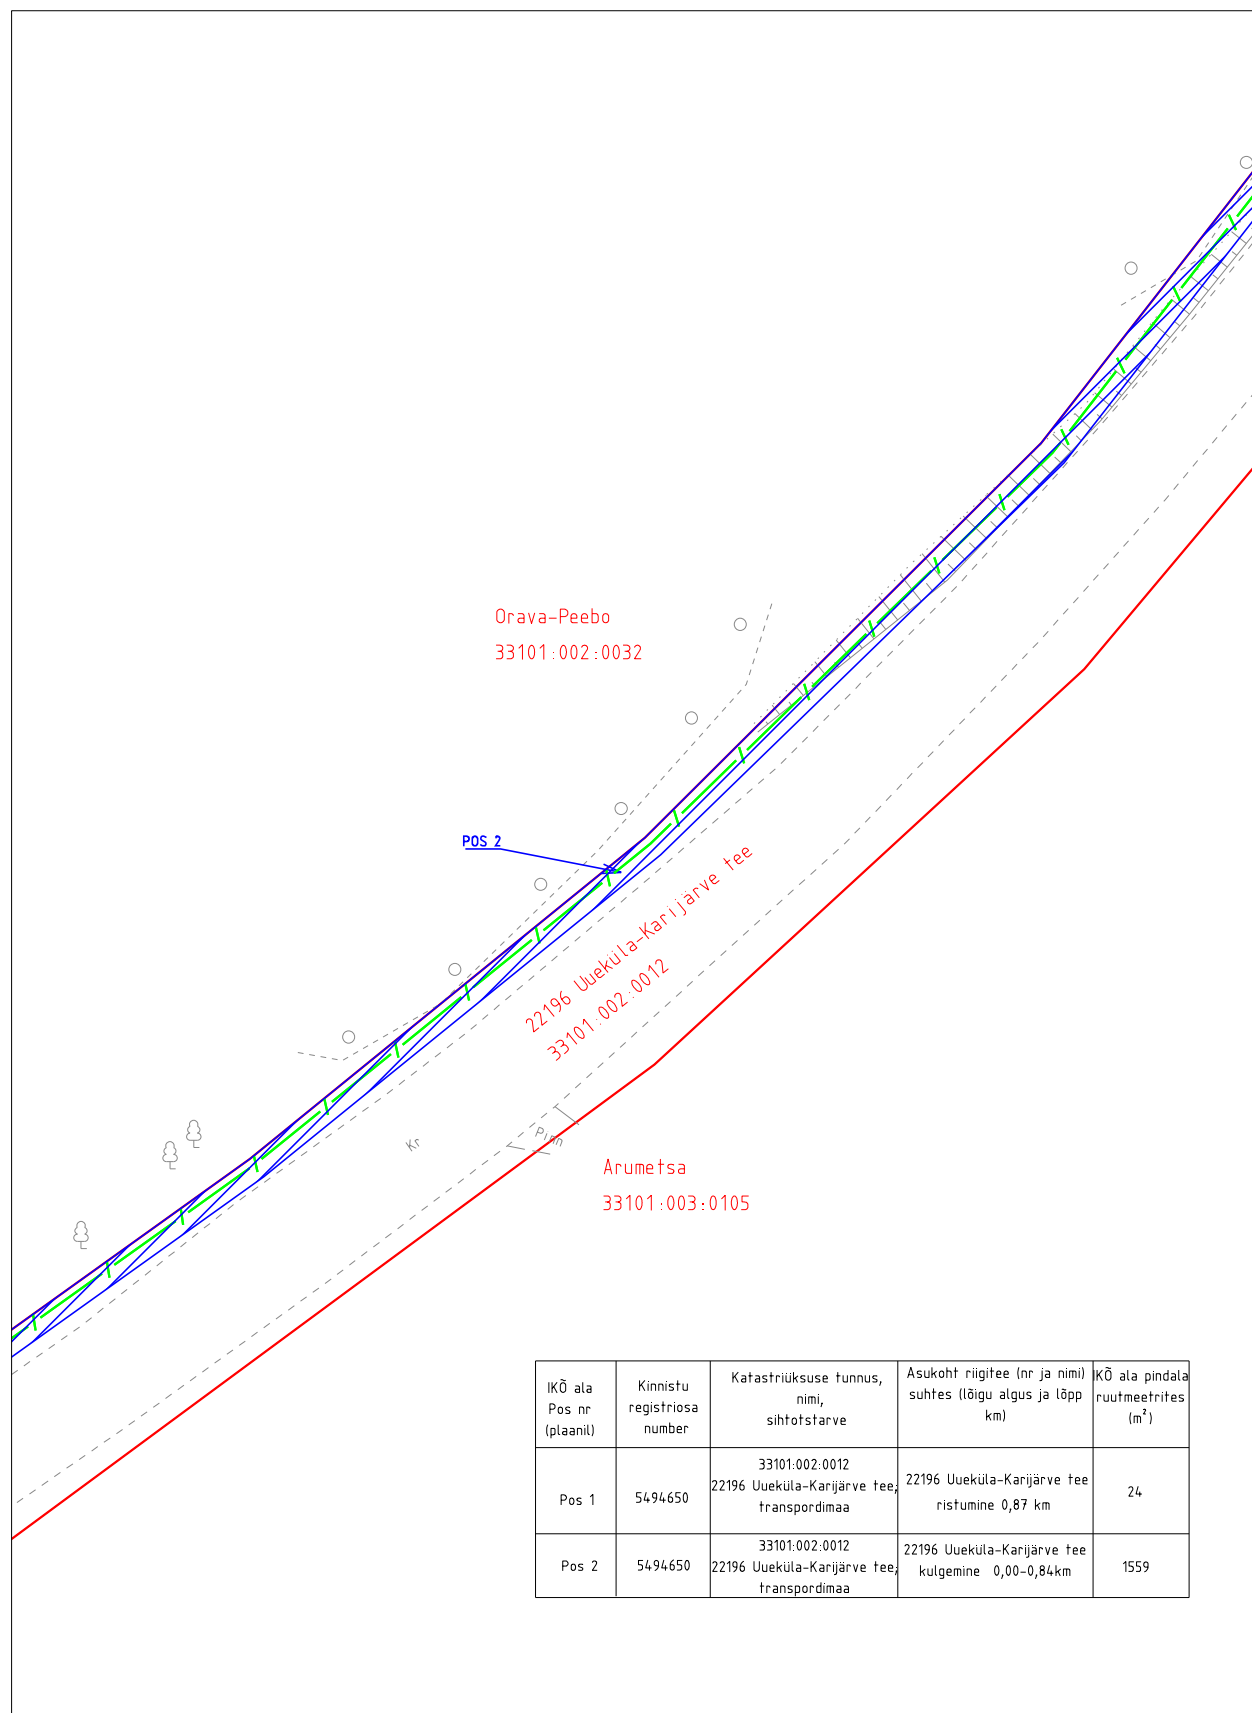 Orava-Peebo
33101:002:0032
POS 2
22196 Uueküla-Karijärve tee
33101:002:0012
Kr
Pinn
Arumetsa
33101:003:0105
IKÕ ala
Pos nr
(plaanil)
Kinnistu
registriosa
number
Katastriüksuse tunnus,
nimi,
sihtotstarve
Asukoht riigitee (nr ja nimi)
suhtes (lõigu algus ja lõpp
km)
IKÕ ala pindala
ruutmeetrites
(m²)
Pos 1
5494650
33101:002:0012
22196 Uueküla-Karijärve tee;
transpordimaa
22196 Uueküla-Karijärve tee
ristumine 0,87 km
24
Pos 2
5494650
33101:002:0012
22196 Uueküla-Karijärve tee;
transpordimaa
22196 Uueküla-Karijärve tee
kulgemine 0,00-0,84km
1559